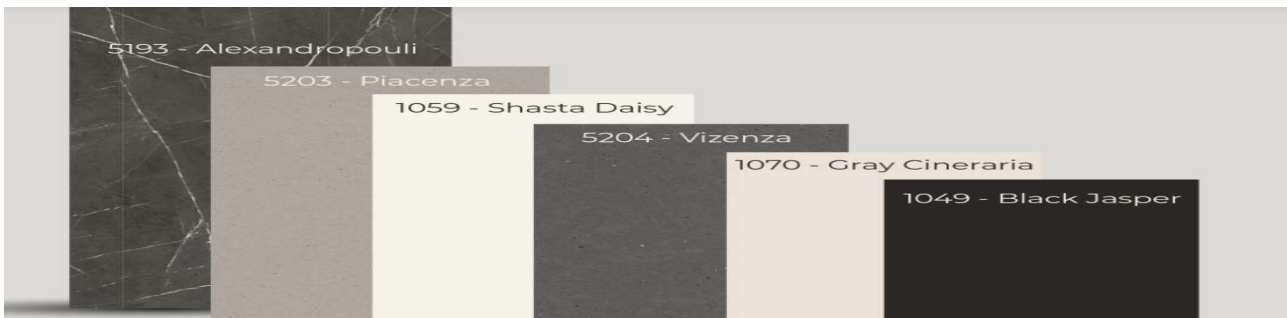 5193 - Alexandropouli
5203 - Piacenza
1059 - Shasta Daisy
5204 - Vizenza
1070 - Gray Cineraria
1049 - Black Jasper